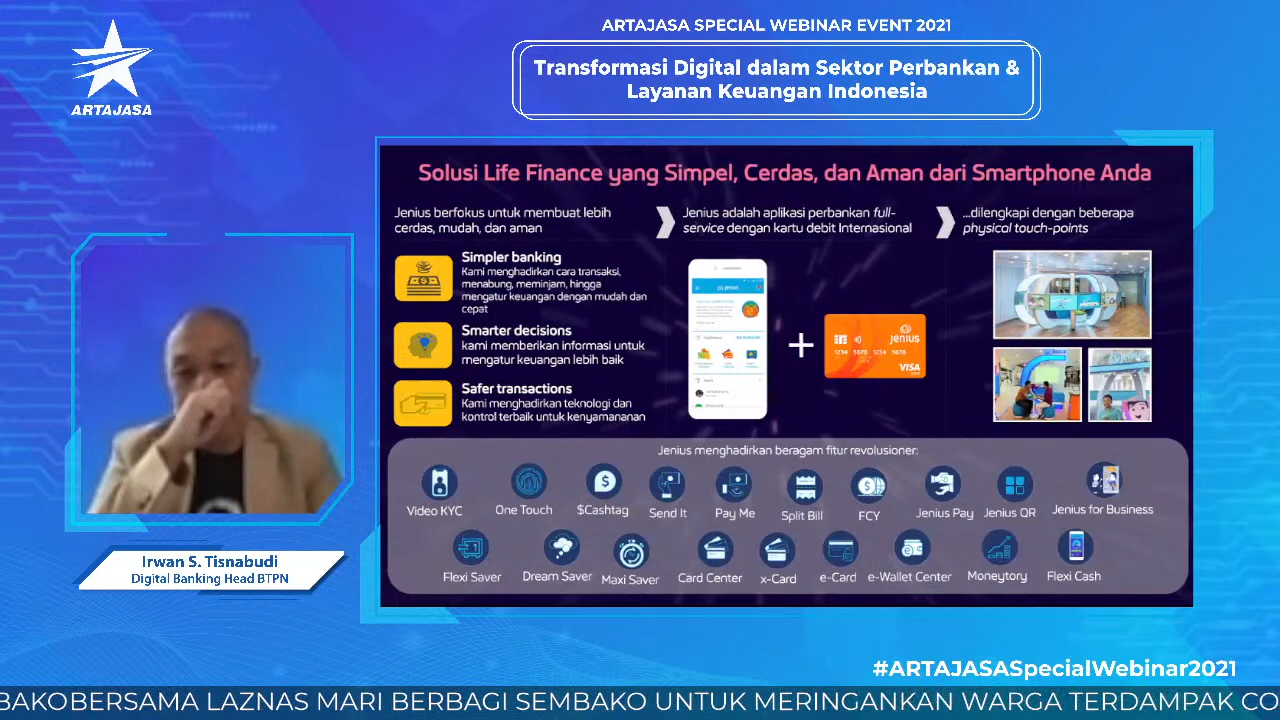 ARTAJASA SPECIAL WEBINAR EVENT 2021
Transformasi Digital dalam Sektor Perbankan &
Layanan Keuangan Indonesia
ARTAJASA
Solusi Life Finance yang Simpel, Cerdas, dan Aman dari Smartphone Anda
Jenius berfokus untuk membuat lebih
cerdas, mudah, dan aman
Simpler banking
Kami menghadirkan cara transaksi,
menabung, meminjam, hingga
mengatur keuangan dengan mudah dan
cepat
Smarter decisions
kami memberikan informasi untuk
mengatur keuangan lebih baik
Safer transactions
Kami menghadirkan teknologi dan
kontrol terbaik untuk kenyamananan
Jenius adalah aplikasi perbankan full-
service dengan kartu debit Internasional
jenius
+
jenius
1234 5678 1234 5678
VISA
...dilengkapi dengan beberapa
physical touch-points
Jenius menghadirkan beragam fitur revolusioner:
Video KYC
One Touch
$Cashtag
Send It
Pay Me
Split Bill
FCY
Jenius Pay
Jenius QR
Jenius for Business
Flexi Saver
Dream Saver
Maxi Saver
Card Center
x-Card
e-Card
e-Wallet Center
Moneytory
Flexi Cash
Irwan S. Tisnabudi
Digital Banking Head BTPN
#ARTAJASASpecialWebinar2021
BAKOBERSAMA LAZNAS MARI BERBAGI SEMBAKO UNTUK MERINGANKAN WARGA TERDAMPAK CO